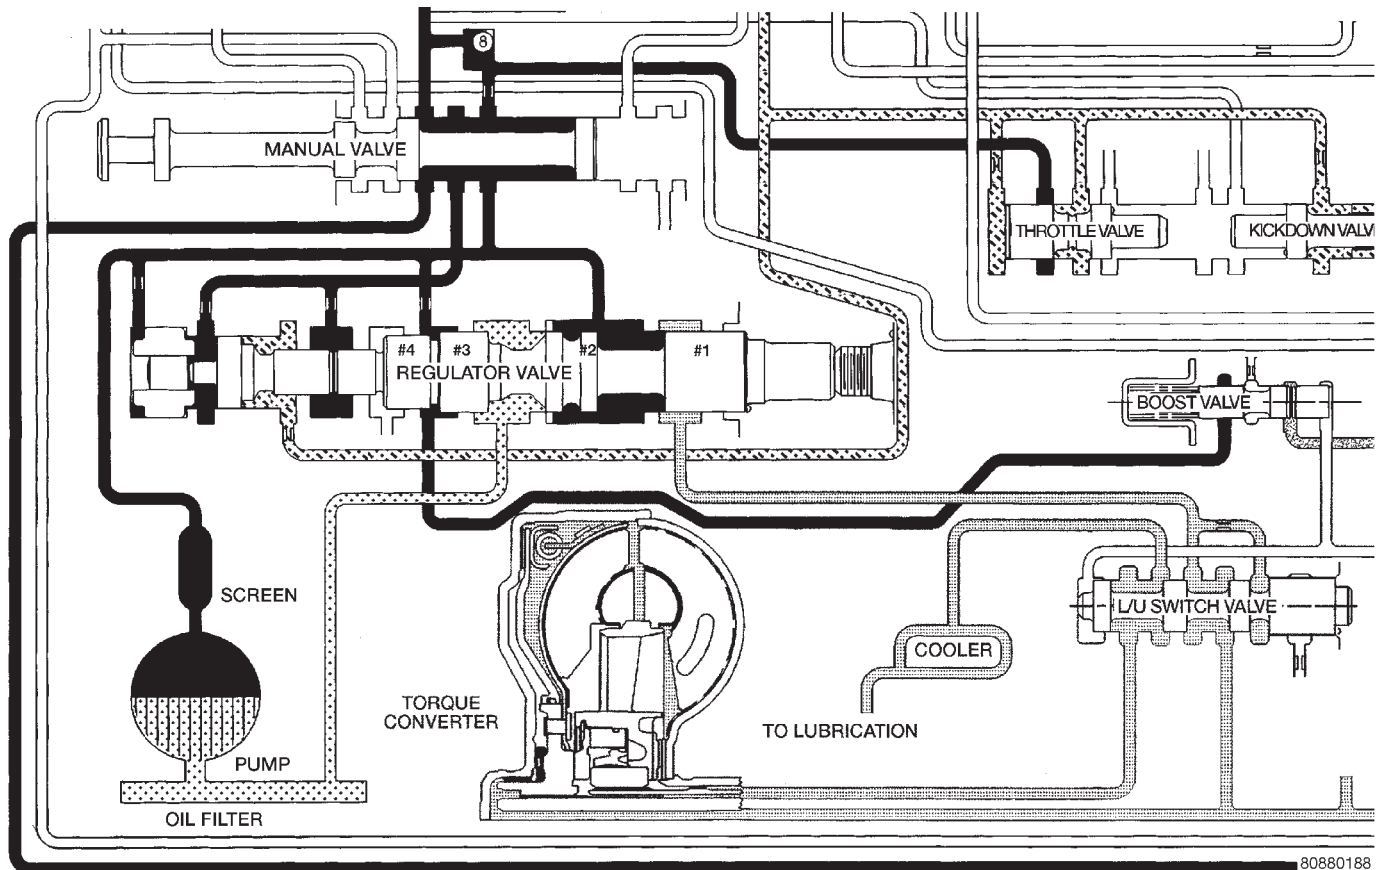 8
MANUAL VALVE
THROTTLE VALVE
KICKDOWN VALV
#4
#3
#2
#1
REGULATOR VALVE
BOOST VALVE
SCREEN
L/U SWITCH VALVE
COOLER
TORQUE
CONVERTER
TO LUBRICATION
PUMP
OIL FILTER
80880188